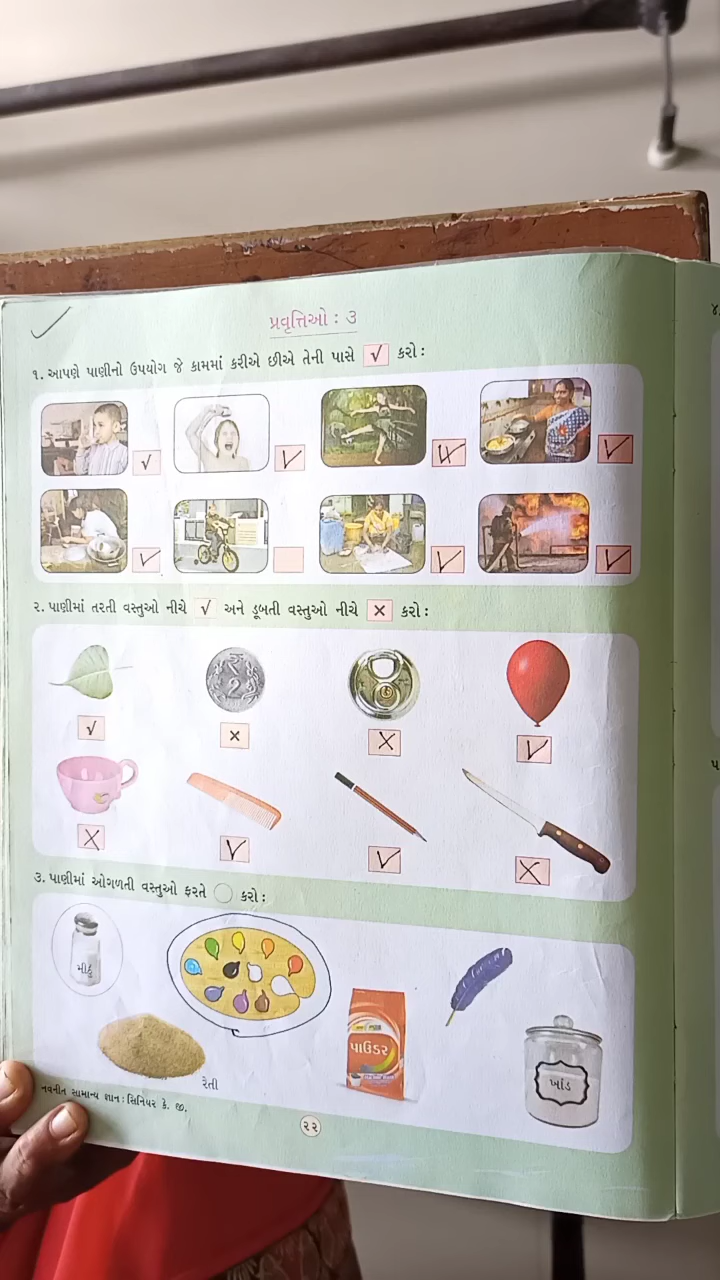 પ્રવૃત્તિઓ : ૩
૧. આપણે પાણીનો ઉપયોગ જે કામમાં કરીએ છીએ તેની પાસે √ કરો :
૨. પાણીમાં તરતી વસ્તુઓ નીચે √ અને ડૂબતી વસ્તુઓ નીચે × કરો :
₹
2
૩. પાણીમાં ઓગળતી વસ્તુઓ ફરતે ◯ કરો :
મીઠું
પાઉડર
રેતી
ખાંડ
નવનીત સામાન્ય જ્ઞાન : સિનિયર કે. જી.
૨૨